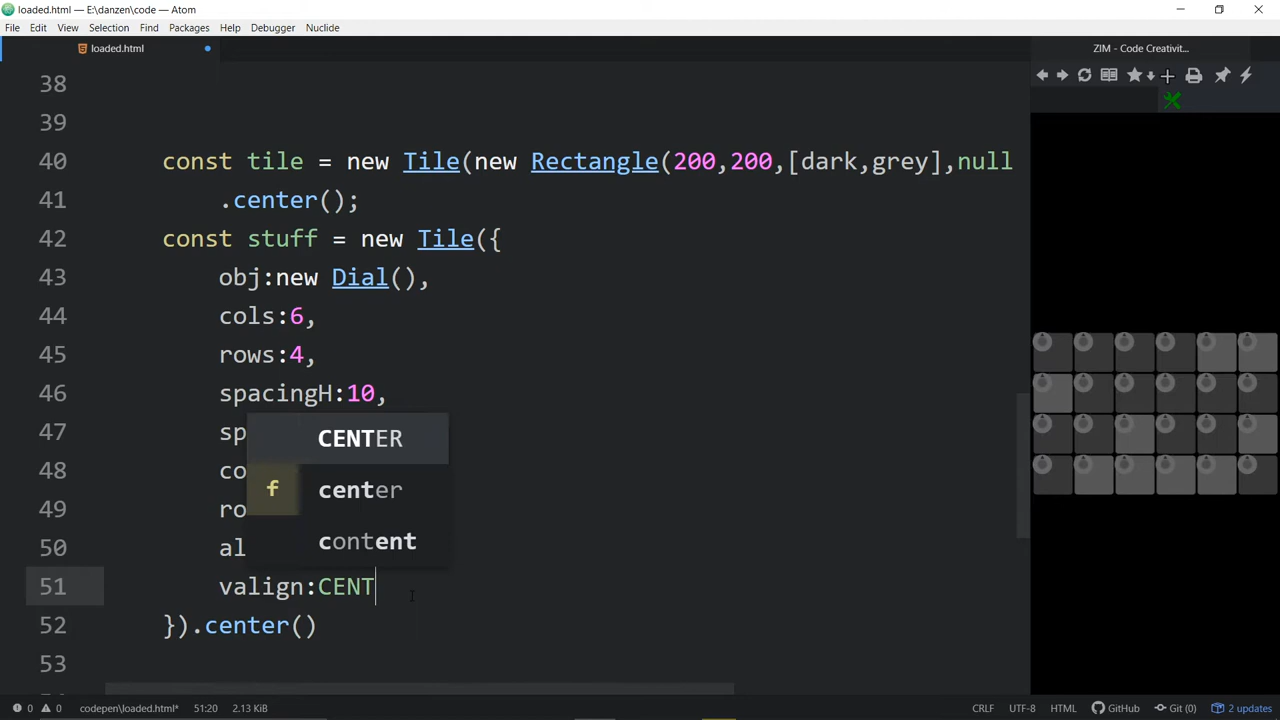 loaded.html — E:\danzen\code — Atom
File Edit View Selection Find Packages Help Debugger Nuclide
loaded.html
ZIM - Code Creativit...
38
39
40 const tile = new Tile(new Rectangle(200,200,[dark,grey],null
41 .center();
42 const stuff = new Tile({
43 obj:new Dial(),
44 cols:6,
45 rows:4,
46 spacingH:10,
47 sp
CENTER
48 co
f center
49 ro
content
50 al
51 valign:CENT
52 }).center()
53
0 0 codepen\loaded.html* 51:20 2.13 KiB CRLF UTF-8 HTML GitHub Git (0) 2 updates